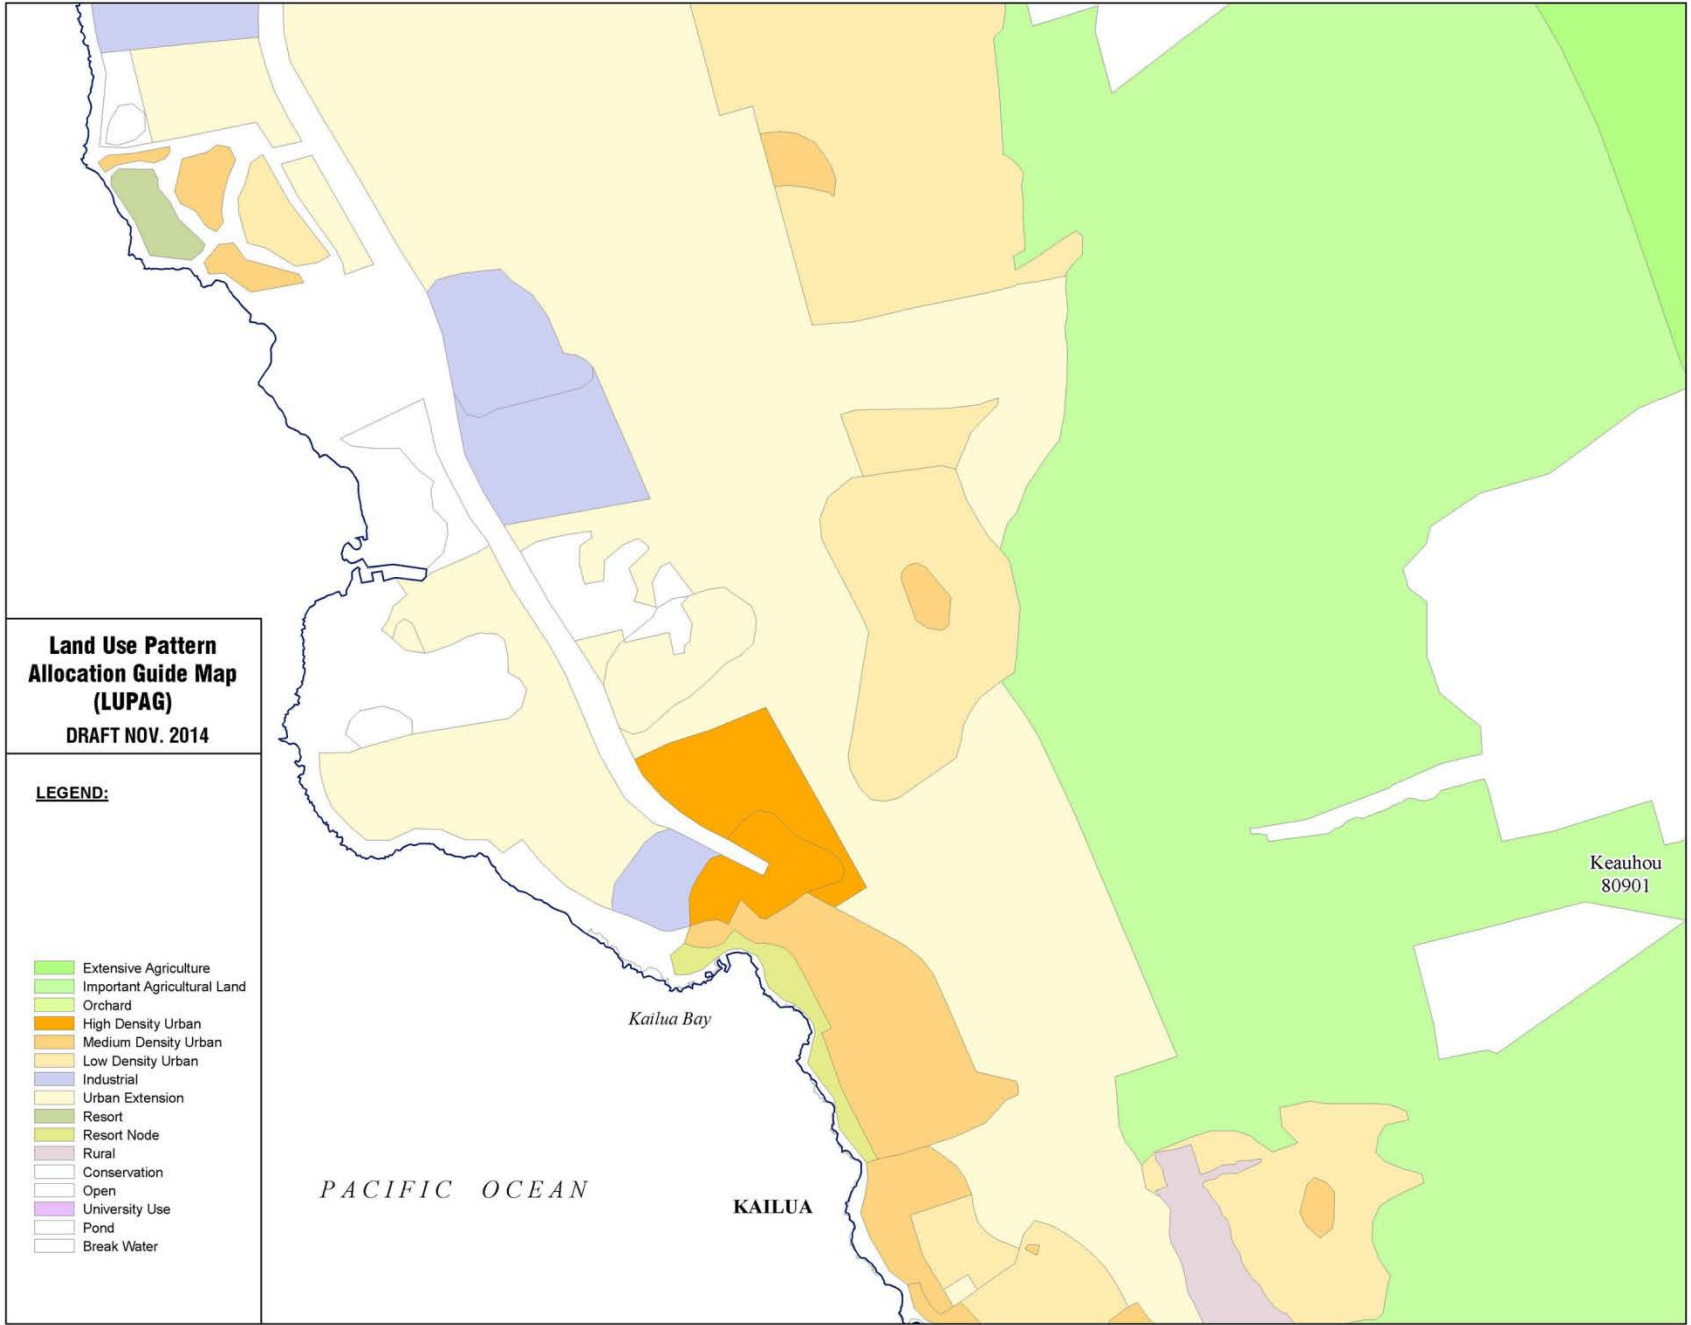 Land Use Pattern
Allocation Guide Map
(LUPAG)
DRAFT NOV. 2014
LEGEND:
Extensive Agriculture
Important Agricultural Land
Orchard
High Density Urban
Medium Density Urban
Low Density Urban
Industrial
Urban Extension
Resort
Resort Node
Rural
Conservation
Open
University Use
Pond
Break Water
Keauhou
80901
Kailua Bay
PACIFIC OCEAN
KAILUA